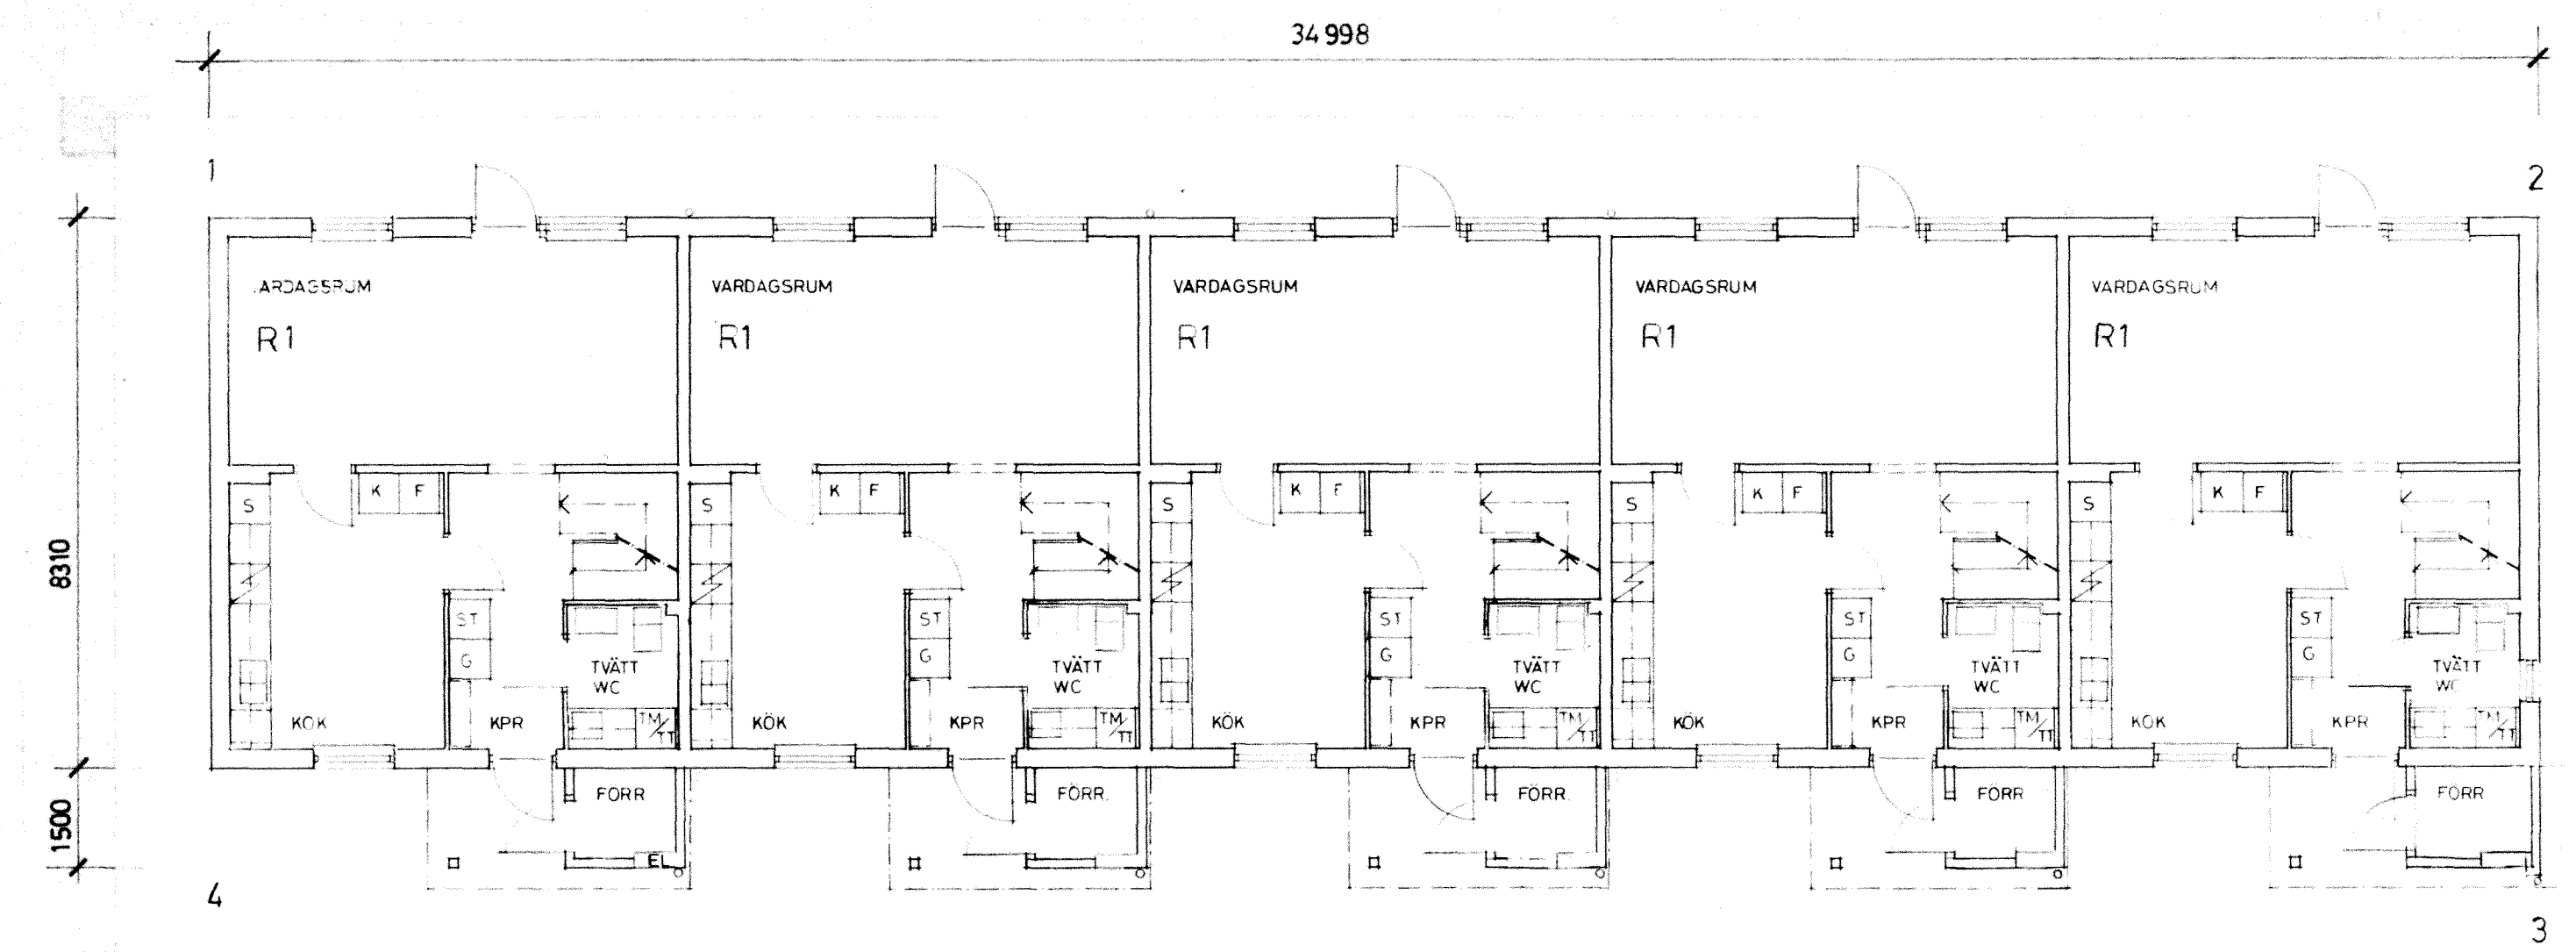 34 998
1
2
ARDAGSRUM
VARDAGSRUM
VARDAGSRUM
VARDAGSRUM
VARDAGSRUM
R1
R1
R1
R1
R1
S
K
F
S
K
F
S
K
F
S
K
F
S
K
F
8310
ST
ST
ST
ST
ST
G
G
G
G
G
TVÄTT
WC
TVÄTT
WC
TVÄTT
WC
TVÄTT
WC
TVÄTT
WC
KÖK
KPR
TM/TT
KÖK
KPR
TM/TT
KÖK
KPR
TM/TT
KÖK
KPR
TM/TT
KÖK
KPR
TM/TT
1500
FÖRR
FÖRR.
FÖRR.
FÖRR
FÖRR
EL
4
3